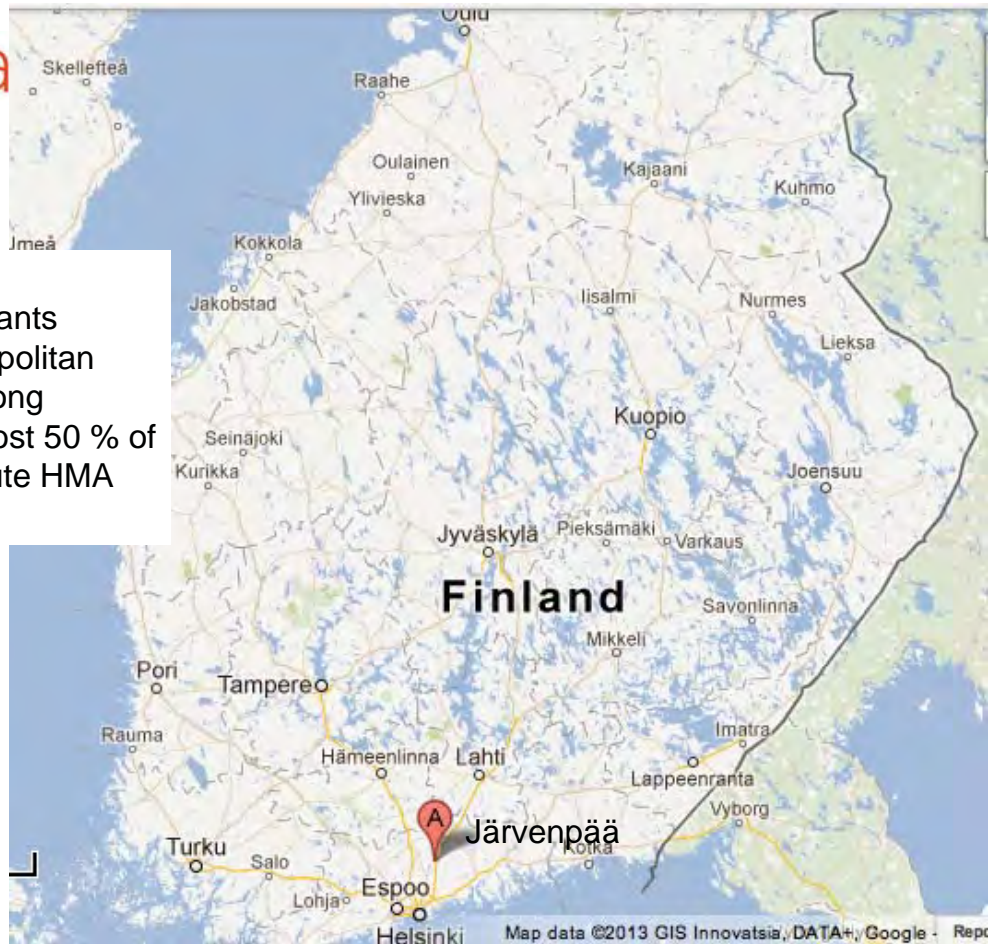 Oulu
Skellefteå
Raahe
Oulainen
Kajaani
Kuhmo
Ylivieska
Umeå
Kokkola
Jakobstad
Iisalmi
Nurmes
Lieksa
ants
politan
ong
ost 50 % of
ute HMA
Kuopio
Seinäjoki
Kurikka
Joensuu
Jyväskylä
Pieksämäki
Varkaus
Finland
Savonlinna
Mikkeli
Pori
Tampere
Rauma
Imatra
Hämeenlinna
Lahti
Lappeenranta
Vyborg
A
Järvenpää
Turku
Kotka
Salo
Lohja
Espoo
Helsinki
Map data ©2013 GIS Innovatsia, DATA+, Google - Repo